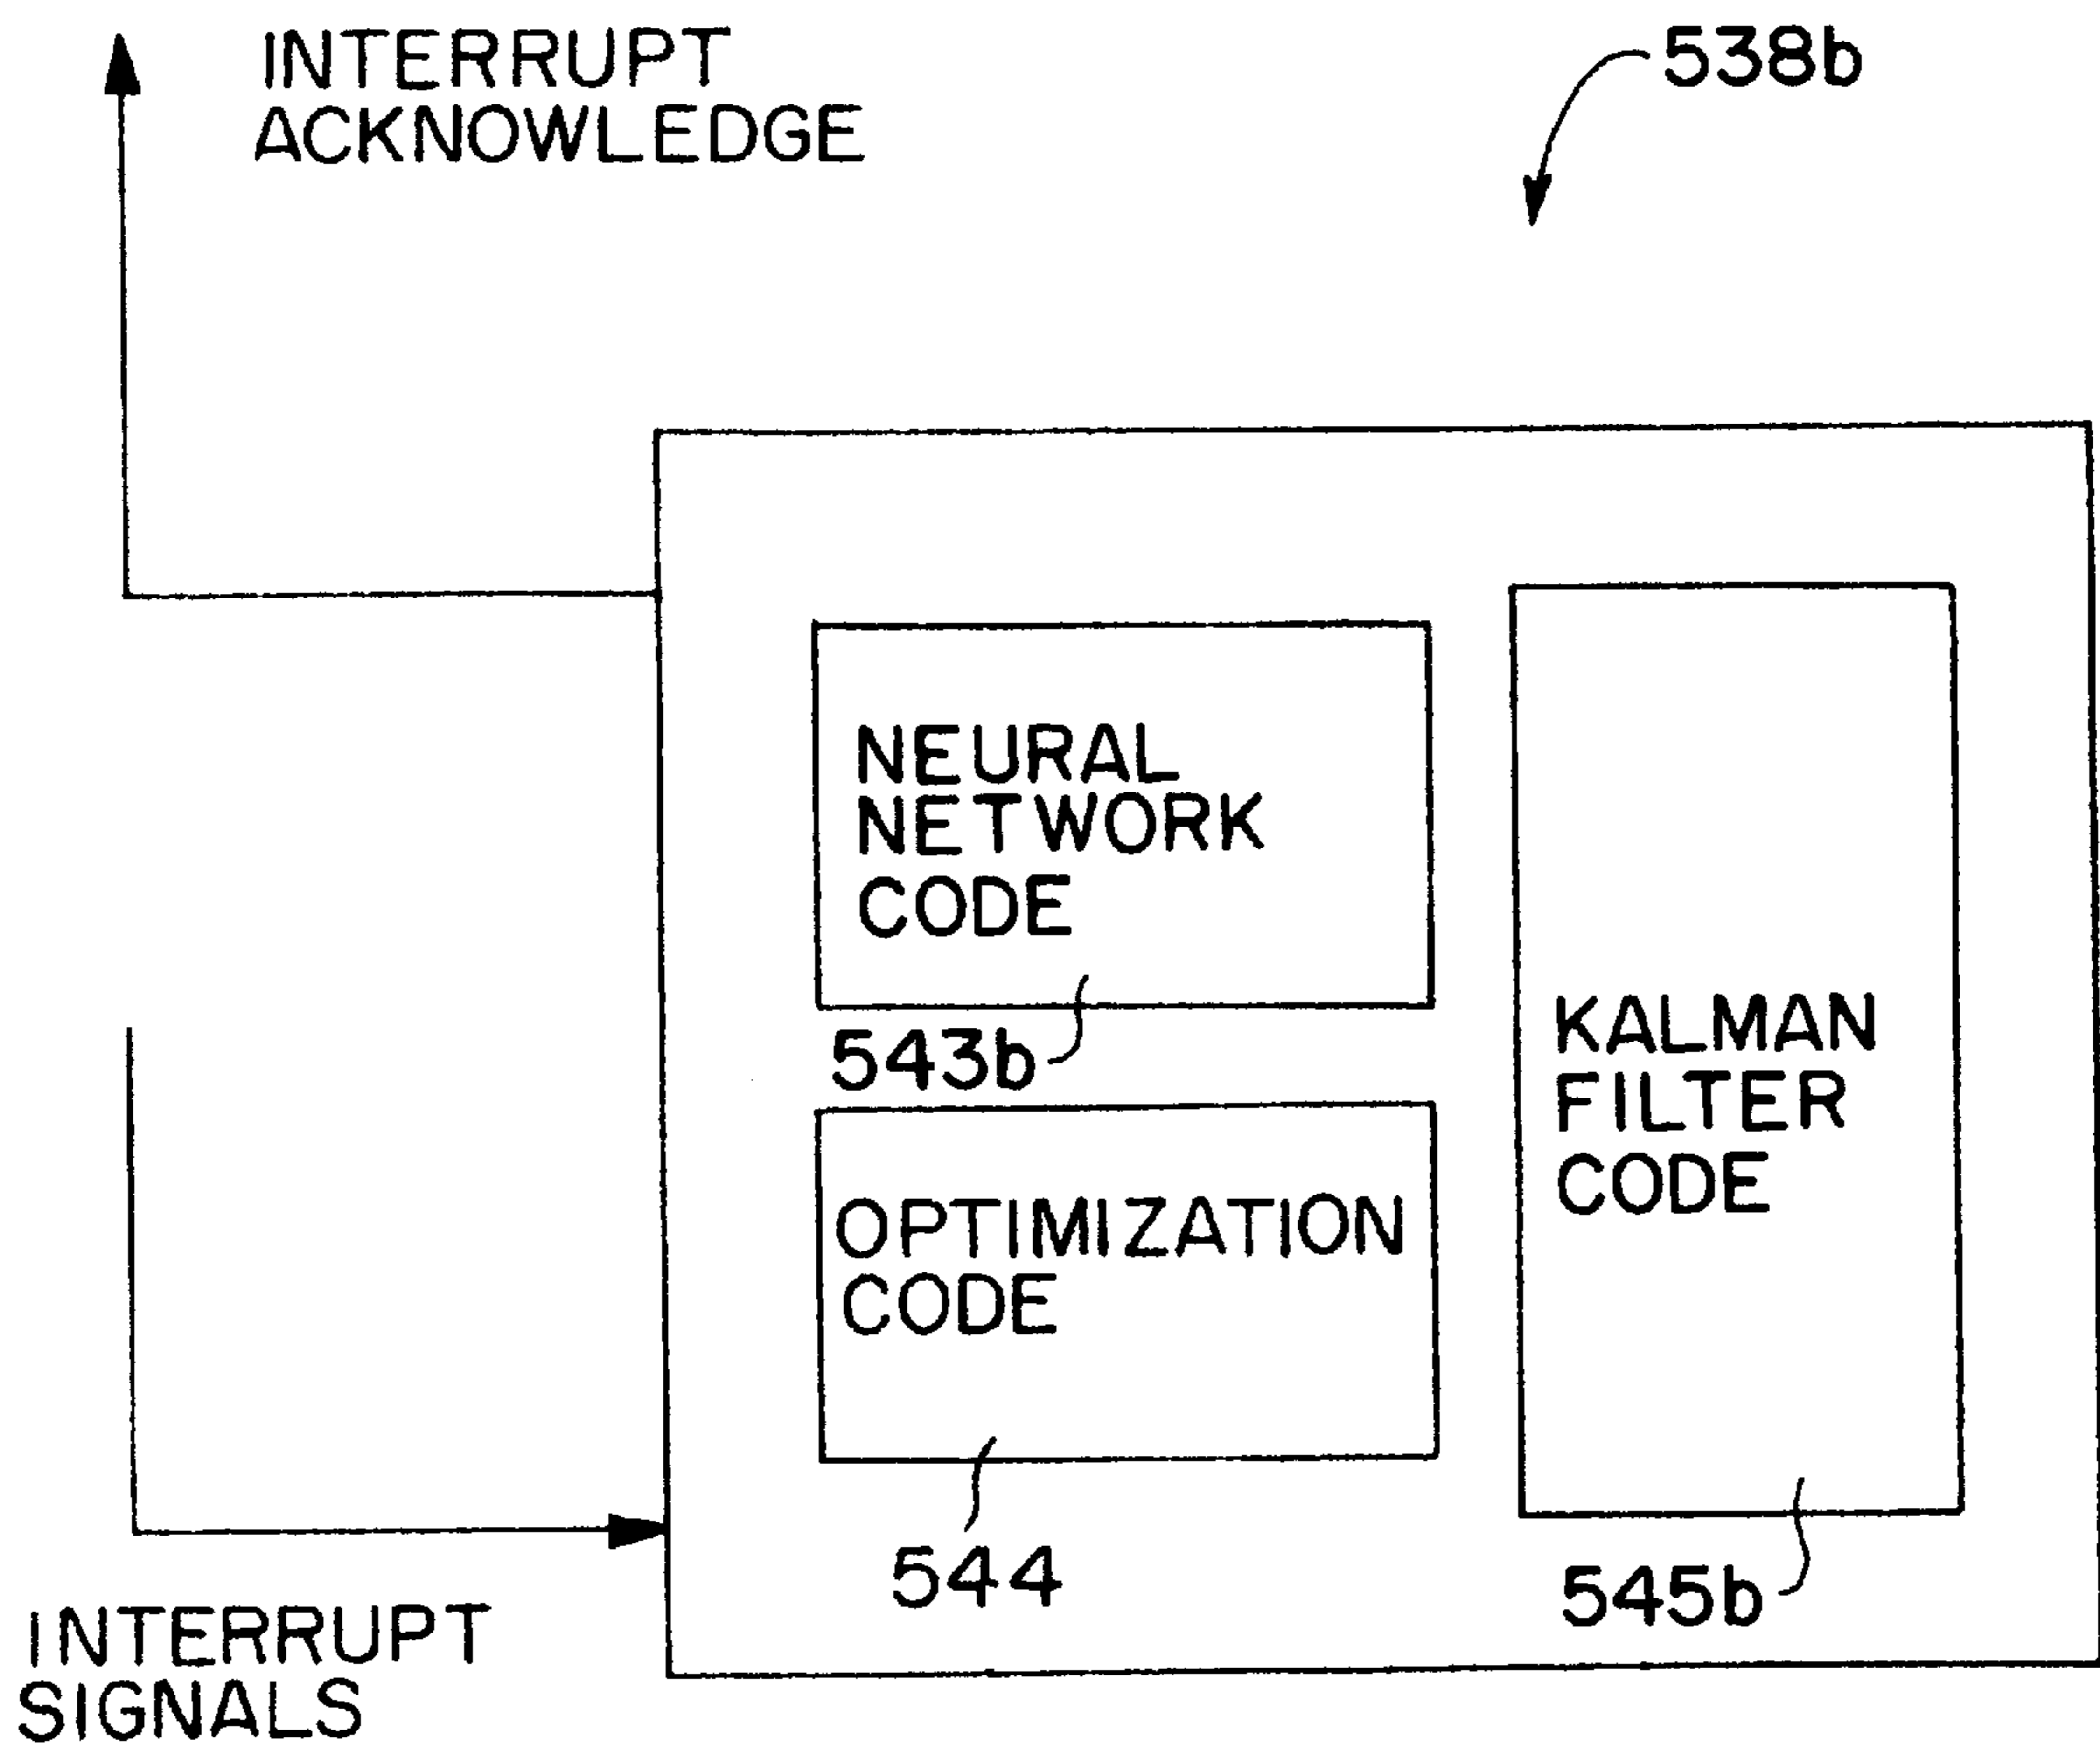 INTERRUPT
ACKNOWLEDGE
538b
NEURAL
NETWORK
CODE
543b
OPTIMIZATION
CODE
544
KALMAN
FILTER
CODE
545b
INTERRUPT
SIGNALS